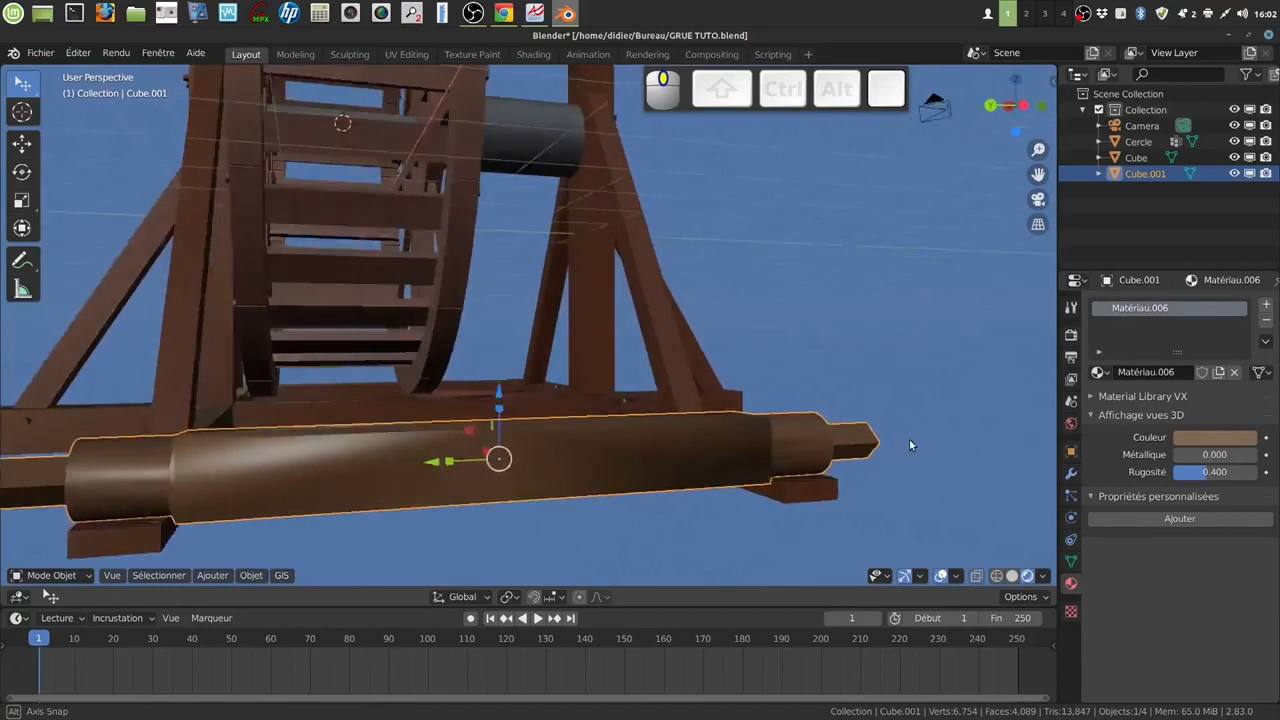 MPX
1 2 3 4
16:02
Blender* [/home/didier/Bureau/GRUE TUTO.blend]
Fichier Éditer Rendu Fenêtre Aide
Layout Modeling Sculpting UV Editing Texture Paint Shading Animation Rendering Compositing Scripting +
Scene
View Layer
User Perspective
(1) Collection | Cube.001
Ctrl Alt
Scene Collection
Collection
Camera
Cercle
Cube
Cube.001
Cube.001 Matériau.006
Matériau.006
Matériau.006
Material Library VX
Affichage vues 3D
Couleur
Métallique 0.000
Rugosité 0.400
Propriétés personnalisées
Ajouter
Mode Objet Vue Sélectionner Ajouter Objet GIS
Global
Options
Lecture Incrustation Vue Marqueur
1 Début 1 Fin 250
1 10 20 30 40 50 60 70 80 90 100 110 120 130 140 150 160 170 180 190 200 210 220 230 240 250
Alt Axis Snap
Collection | Cube.001 | Verts:6,754 | Faces:4,089 | Tris:13,847 | Objects:1/4 | Mem: 65.0 MiB | 2.83.0